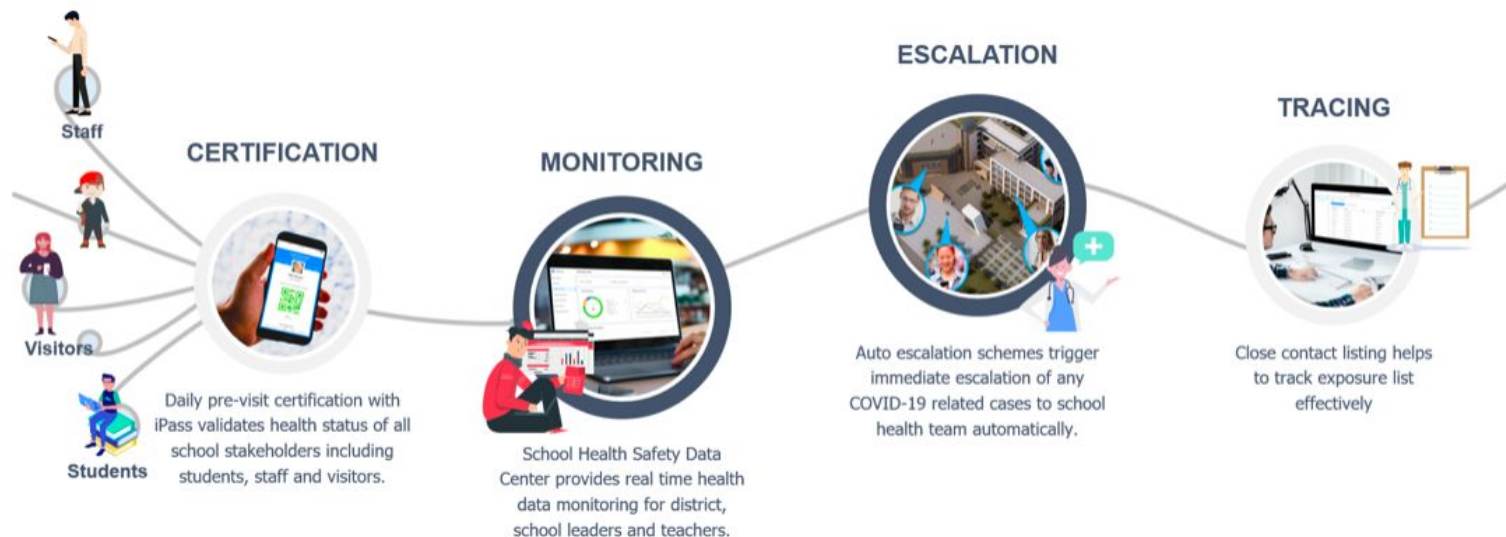 Staff
Visitors
Students
CERTIFICATION
Daily pre-visit certification with
iPass validates health status of all
school stakeholders including
students, staff and visitors.
MONITORING
School Health Safety Data
Center provides real time health
data monitoring for district,
school leaders and teachers.
ESCALATION
Auto escalation schemes trigger
immediate escalation of any
COVID-19 related cases to school
health team automatically.
TRACING
Close contact listing helps
to track exposure list
effectively